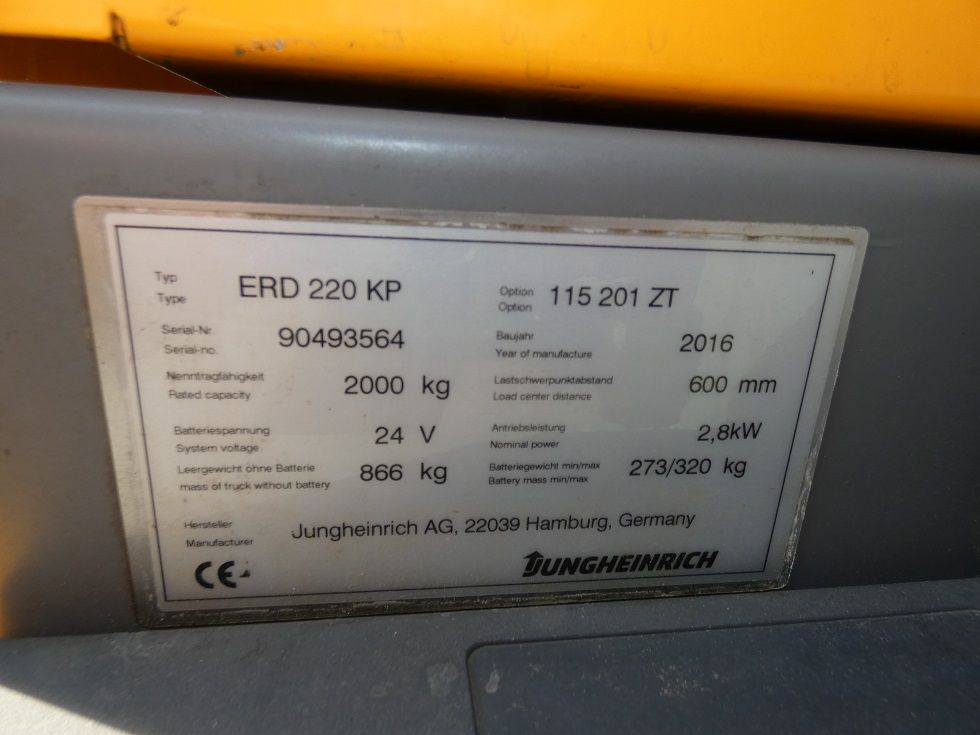 Typ
Type ERD 220 KP Option
Option 115 201 ZT
Serial-Nr.
Serial-no. 90493564 Baujahr
Year of manufacture 2016
Nenntragfähigkeit
Rated capacity 2000 kg Lastschwerpunktabstand
Load center distance 600 mm
Batteriespannung
System voltage 24 V Antriebsleistung
Nominal power 2,8kW
Leergewicht ohne Batterie
mass of truck without battery 866 kg Batteriegewicht min/max
Battery mass min/max 273/320 kg
Hersteller
Manufacturer Jungheinrich AG, 22039 Hamburg, Germany
CE JUNGHEINRICH